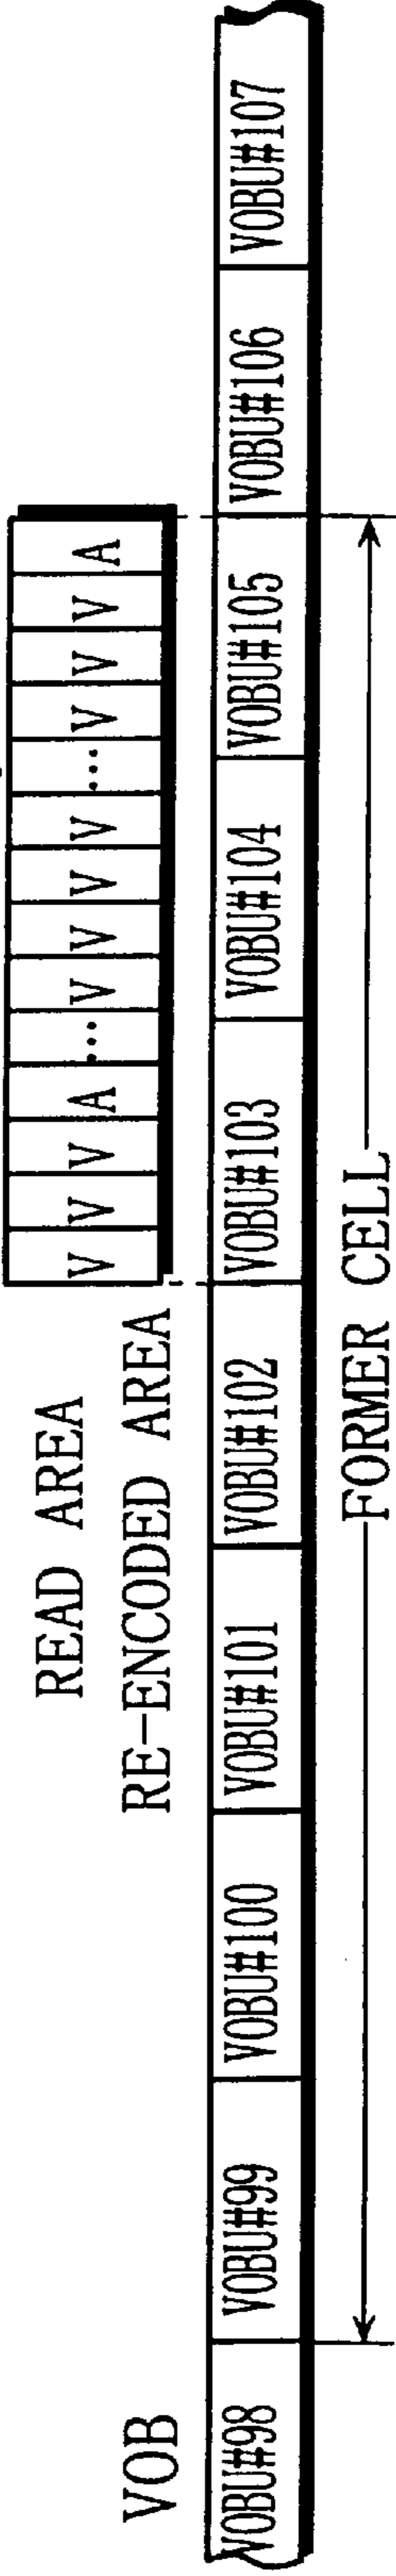 READ AREA
RE-ENCODED AREA
V V V A ... V V V V ... V V V A
VOB
VOBU#98 VOBU#99 VOBU#100 VOBU#101 VOBU#102 VOBU#103 VOBU#104 VOBU#105 VOBU#106 VOBU#107
FORMER CELL